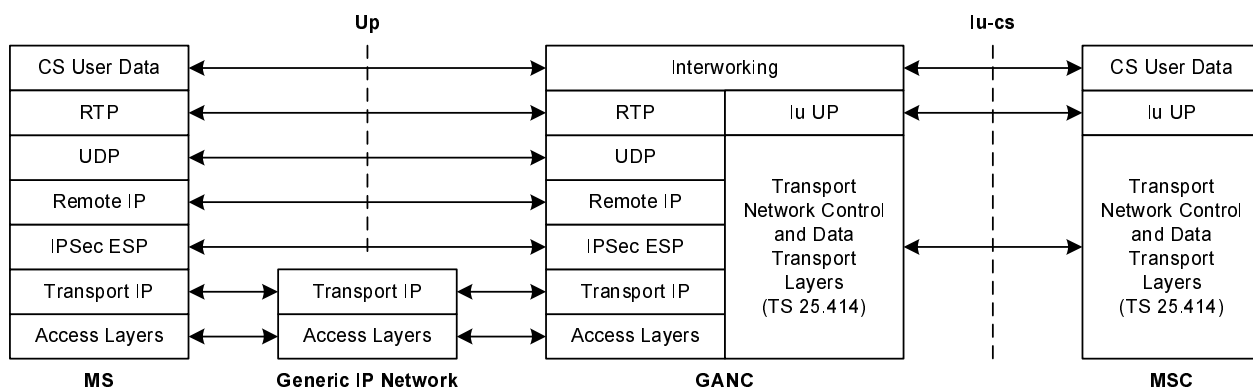 Up
Iu-cs
CS User Data
Interworking
CS User Data
RTP
RTP
Iu UP
Iu UP
UDP
UDP
Remote IP
Remote IP
IPSec ESP
IPSec ESP
Transport
Network Control
and Data
Transport
Layers
(TS 25.414)
Transport
Network Control
and Data
Transport
Layers
(TS 25.414)
Transport IP
Transport IP
Transport IP
Access Layers
Access Layers
Access Layers
MS
Generic IP Network
GANC
MSC